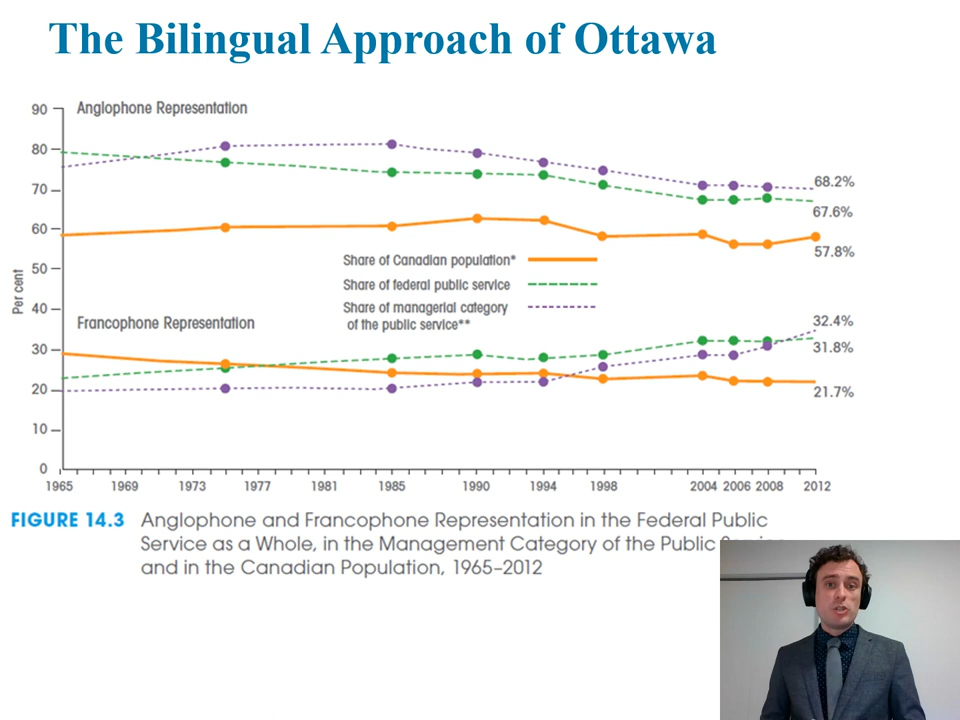 The Bilingual Approach of Ottawa
Anglophone Representation
90
80
70
60
50
40
30
20
10
0
Per cent
68.2%
67.6%
57.8%
Share of Canadian population*
Share of federal public service
Share of managerial category
of the public service**
Francophone Representation
32.4%
31.8%
21.7%
1965 1969 1973 1977 1981 1985 1990 1994 1998 2004 2006 2008 2012
FIGURE 14.3 Anglophone and Francophone Representation in the Federal Public
Service as a Whole, in the Management Category of the Public
and in the Canadian Population, 1965–2012